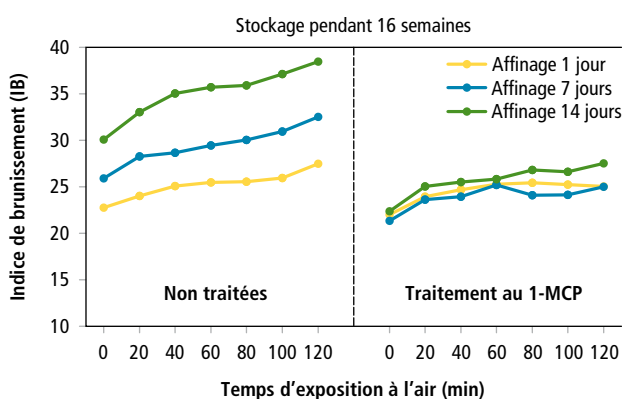 Stockage pendant 16 semaines
Indice de brunissement (IB)
40
35
30
25
20
15
10
Affinage 1 jour
Affinage 7 jours
Affinage 14 jours
Non traitées
Traitement au 1-MCP
0 20 40 60 80 100 120 0 20 40 60 80 100 120
Temps d’exposition à l’air (min)